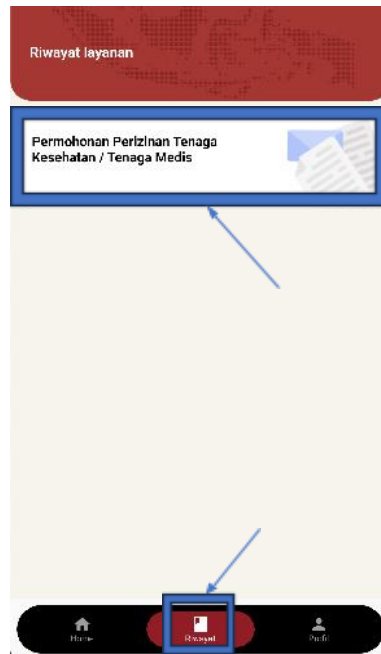 Riwayat layanan
Permohonan Perizinan Tenaga
Kesehatan / Tenaga Medis
Home
Riwayat
Profil